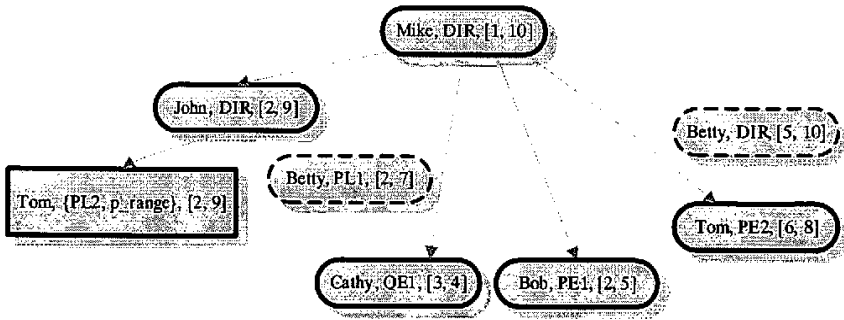 Mike, DIR, [1, 10]
John, DIR, [2, 9]
Betty, DIR, [5, 10]
Betty, PL1, [2, 7]
Tom, {PL2, p_range}, [2, 9]
Tom, PE2, [6, 8]
Cathy, QE1, [3, 4]
Bob, PE1, [2, 5]